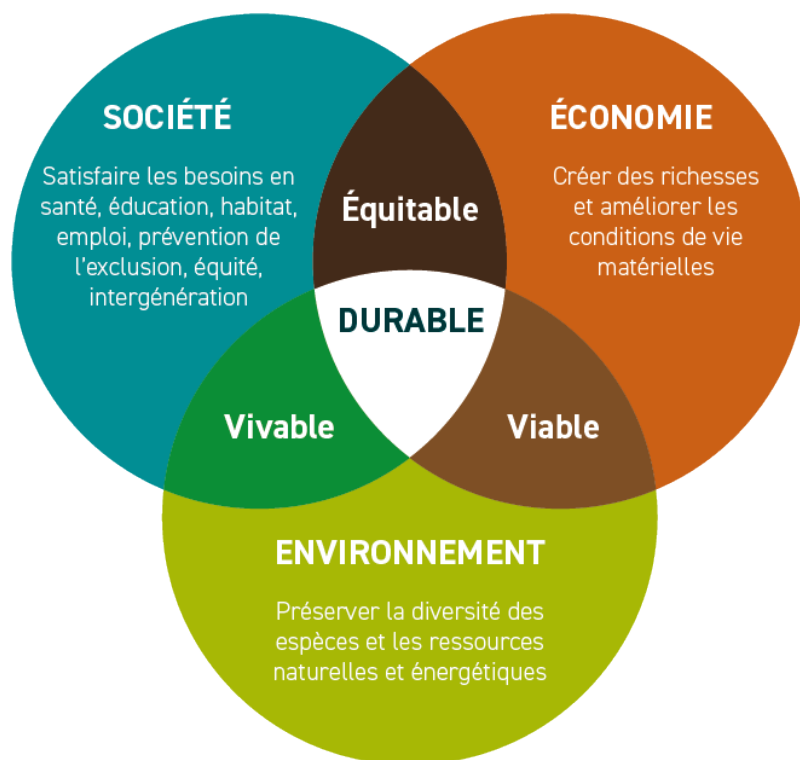 SOCIÉTÉ
Satisfaire les besoins en
santé, éducation, habitat,
emploi, prévention de
l'exclusion, équité,
intergénération
ÉCONOMIE
Créer des richesses
et améliorer les
conditions de vie
matérielles
Équitable
DURABLE
Vivable
Viable
ENVIRONNEMENT
Préserver la diversité des
espèces et les ressources
naturelles et énergétiques